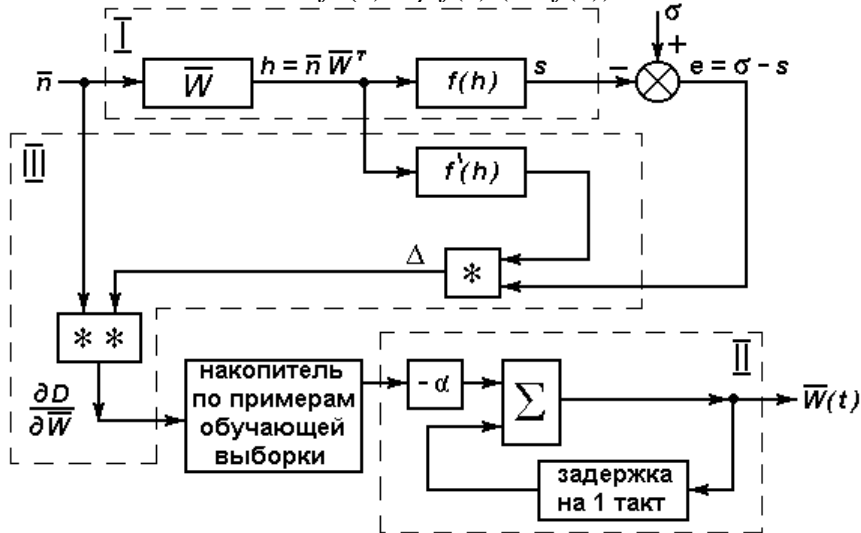 I
σ
n̅
W̅
h = n̅ W̅ᵀ
f(h)
s
−
+
e = σ − s
III
f'(h)
Δ
*
* *
∂D
∂W̅
накопитель
по примерам
обучающей
выборки
- α
Σ
II
W̅(t)
задержка
на 1 такт